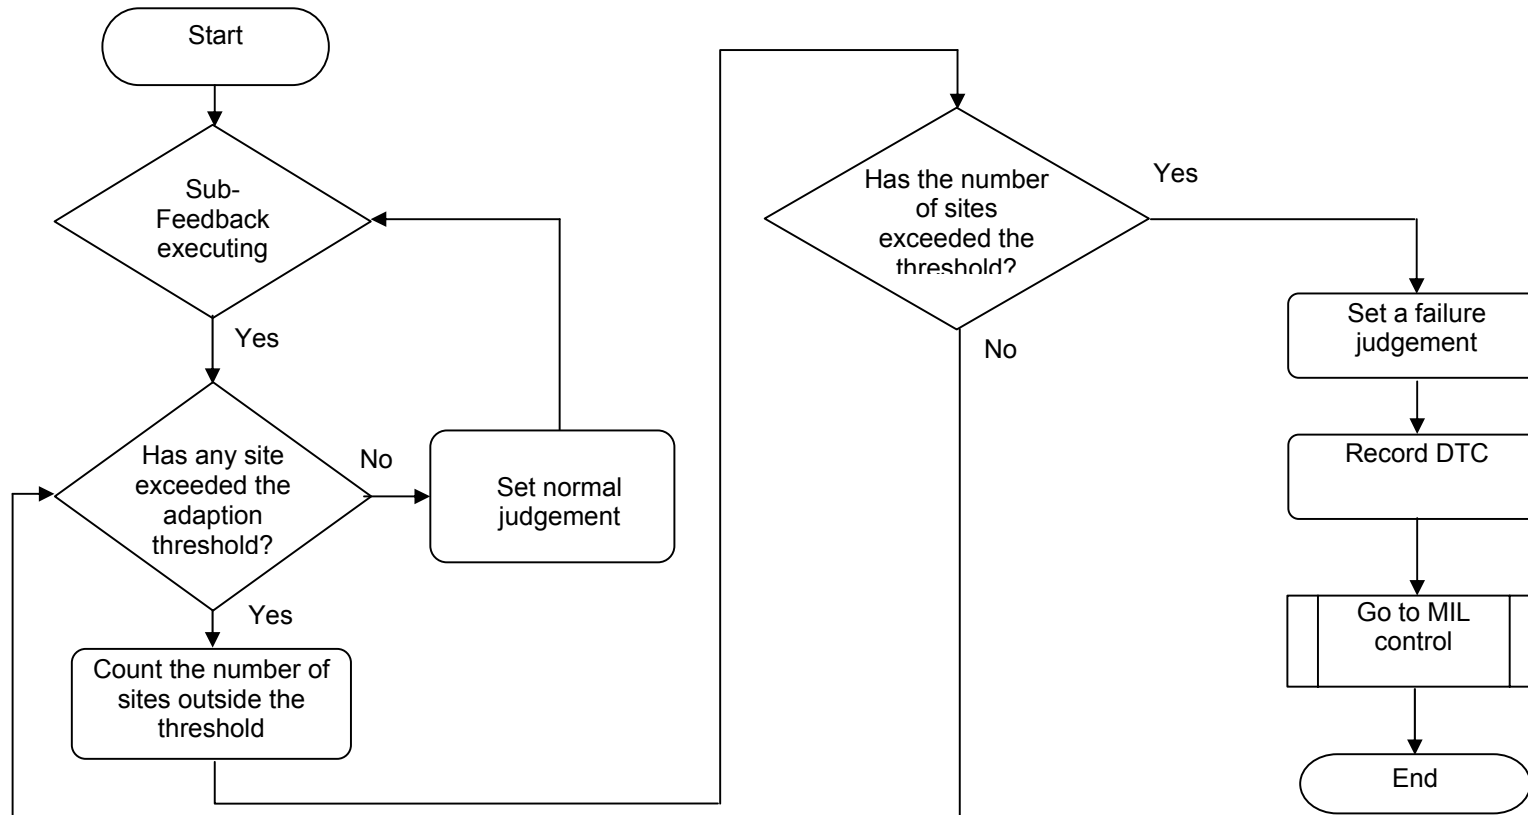 Start
Sub-
Feedback
executing
Yes
Has any site
exceeded the
adaption
threshold?
No
Set normal
judgement
Yes
Count the number of
sites outside the
threshold
Has the number
of sites
exceeded the
threshold?
Yes
No
Set a failure
judgement
Record DTC
Go to MIL
control
End